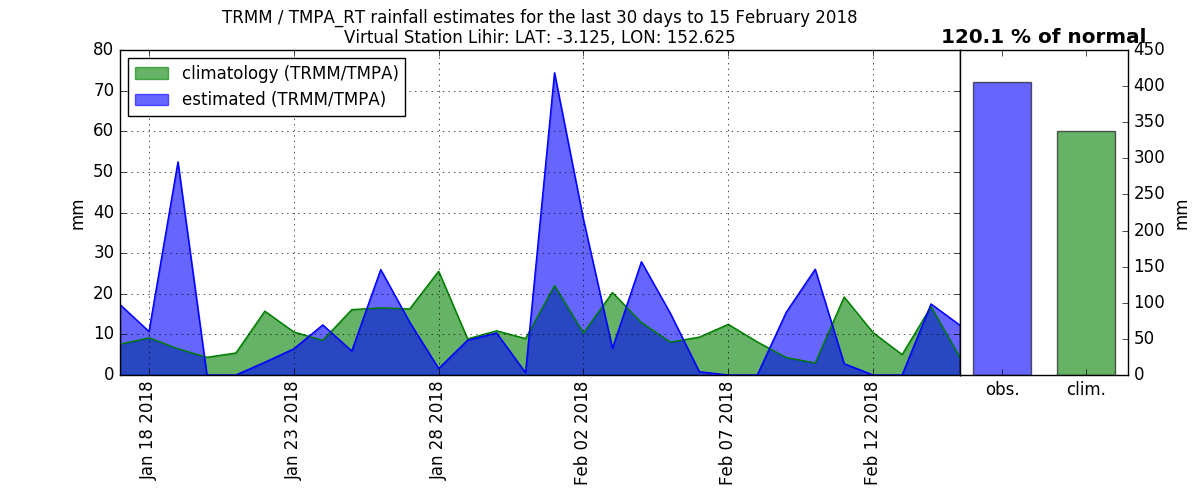 TRMM / TMPA_RT rainfall estimates for the last 30 days to 15 February 2018
Virtual Station Lihir: LAT: -3.125, LON: 152.625
120.1 % of normal
climatology (TRMM/TMPA)
estimated (TRMM/TMPA)
80
70
60
50
40
30
20
10
0
mm
Jan 18 2018
Jan 23 2018
Jan 28 2018
Feb 02 2018
Feb 07 2018
Feb 12 2018
450
400
350
300
250
200
150
100
50
0
mm
obs.
clim.